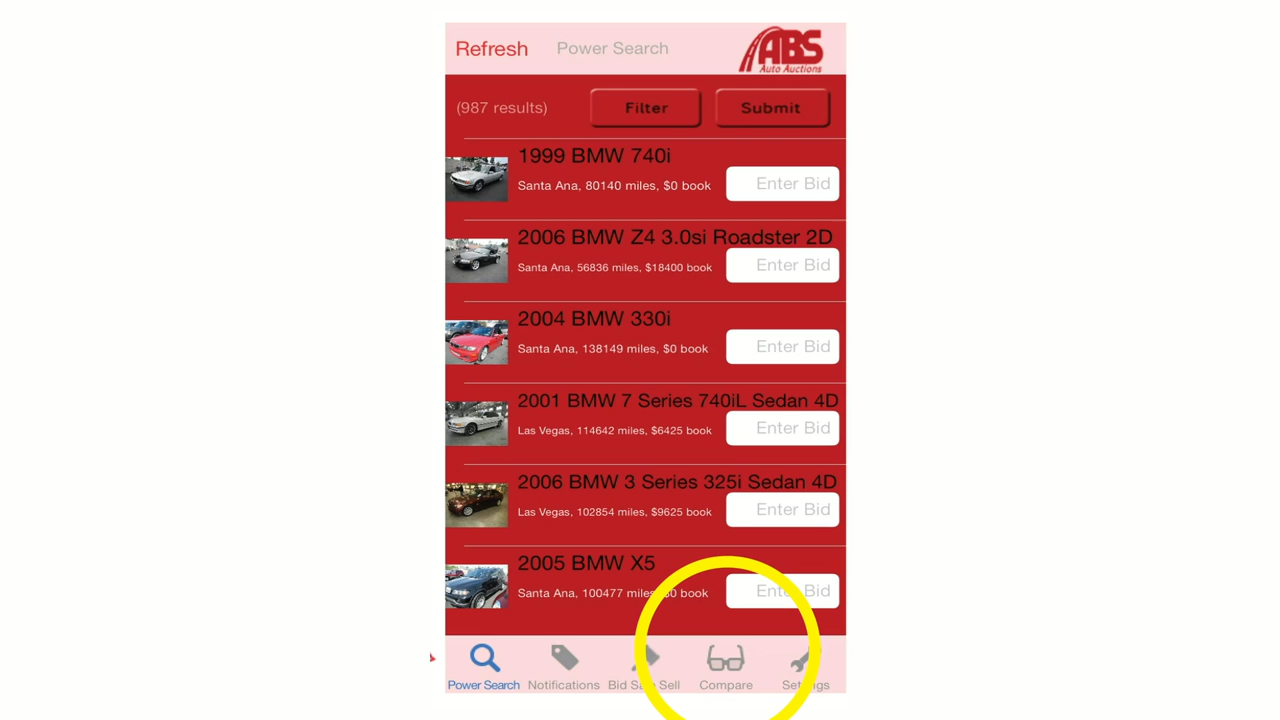 Refresh Power Search ABS
Auto Auctions
(987 results) Filter Submit
1999 BMW 740i
Santa Ana, 80140 miles, $0 book Enter Bid
2006 BMW Z4 3.0si Roadster 2D
Santa Ana, 56836 miles, $18400 book Enter Bid
2004 BMW 330i
Santa Ana, 138149 miles, $0 book Enter Bid
2001 BMW 7 Series 740iL Sedan 4D
Las Vegas, 114642 miles, $6425 book Enter Bid
2006 BMW 3 Series 325i Sedan 4D
Las Vegas, 102854 miles, $9625 book Enter Bid
2005 BMW X5
Santa Ana, 100477 miles, $0 book Enter Bid
Power Search Notifications Bid Sale Sell Compare Settings